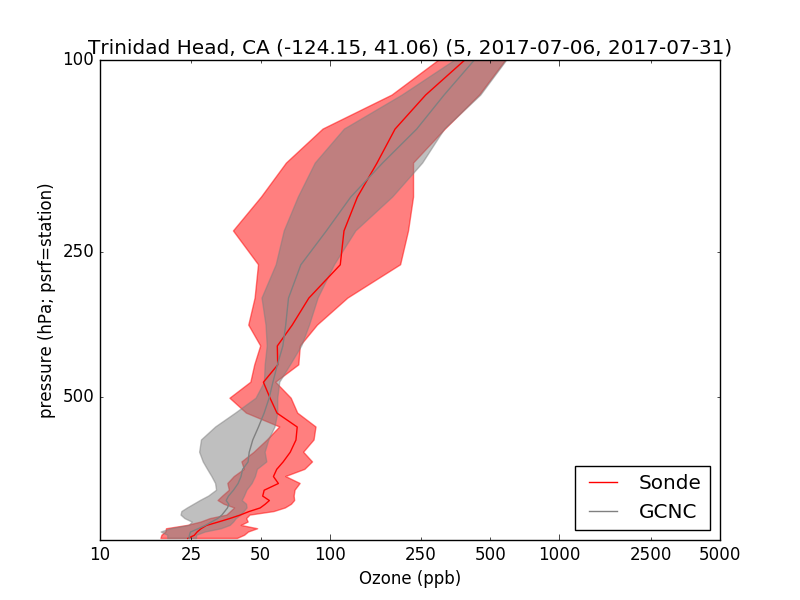 Trinidad Head, CA (-124.15, 41.06) (5, 2017-07-06, 2017-07-31)
100
250
500
pressure (hPa; psrf=station)
Sonde
GCNC
10 25 50 100 250 500 1000 2500 5000
Ozone (ppb)